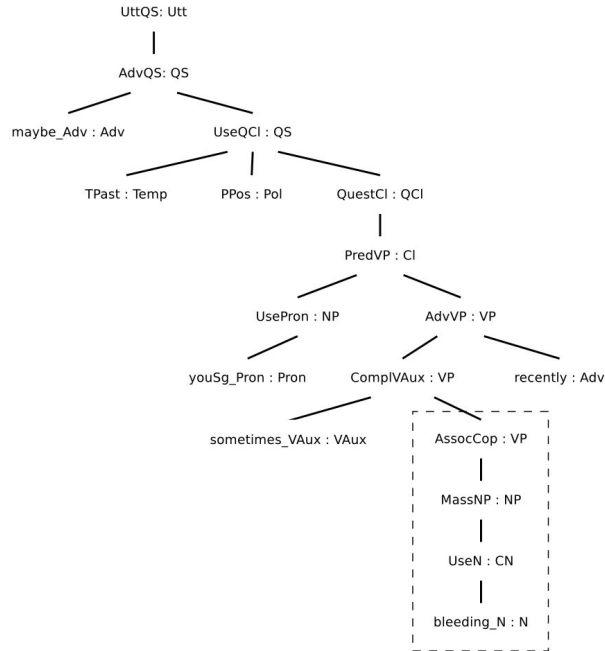 UttQS: Utt
AdvQS: QS
maybe_Adv : Adv
UseQCl : QS
TPast : Temp
PPos : Pol
QuestCl : QCl
PredVP : Cl
UsePron : NP
AdvVP : VP
youSg_Pron : Pron
ComplVAux : VP
recently : Adv
sometimes_VAux : VAux
AssocCop : VP
MassNP : NP
UseN : CN
bleeding_N : N